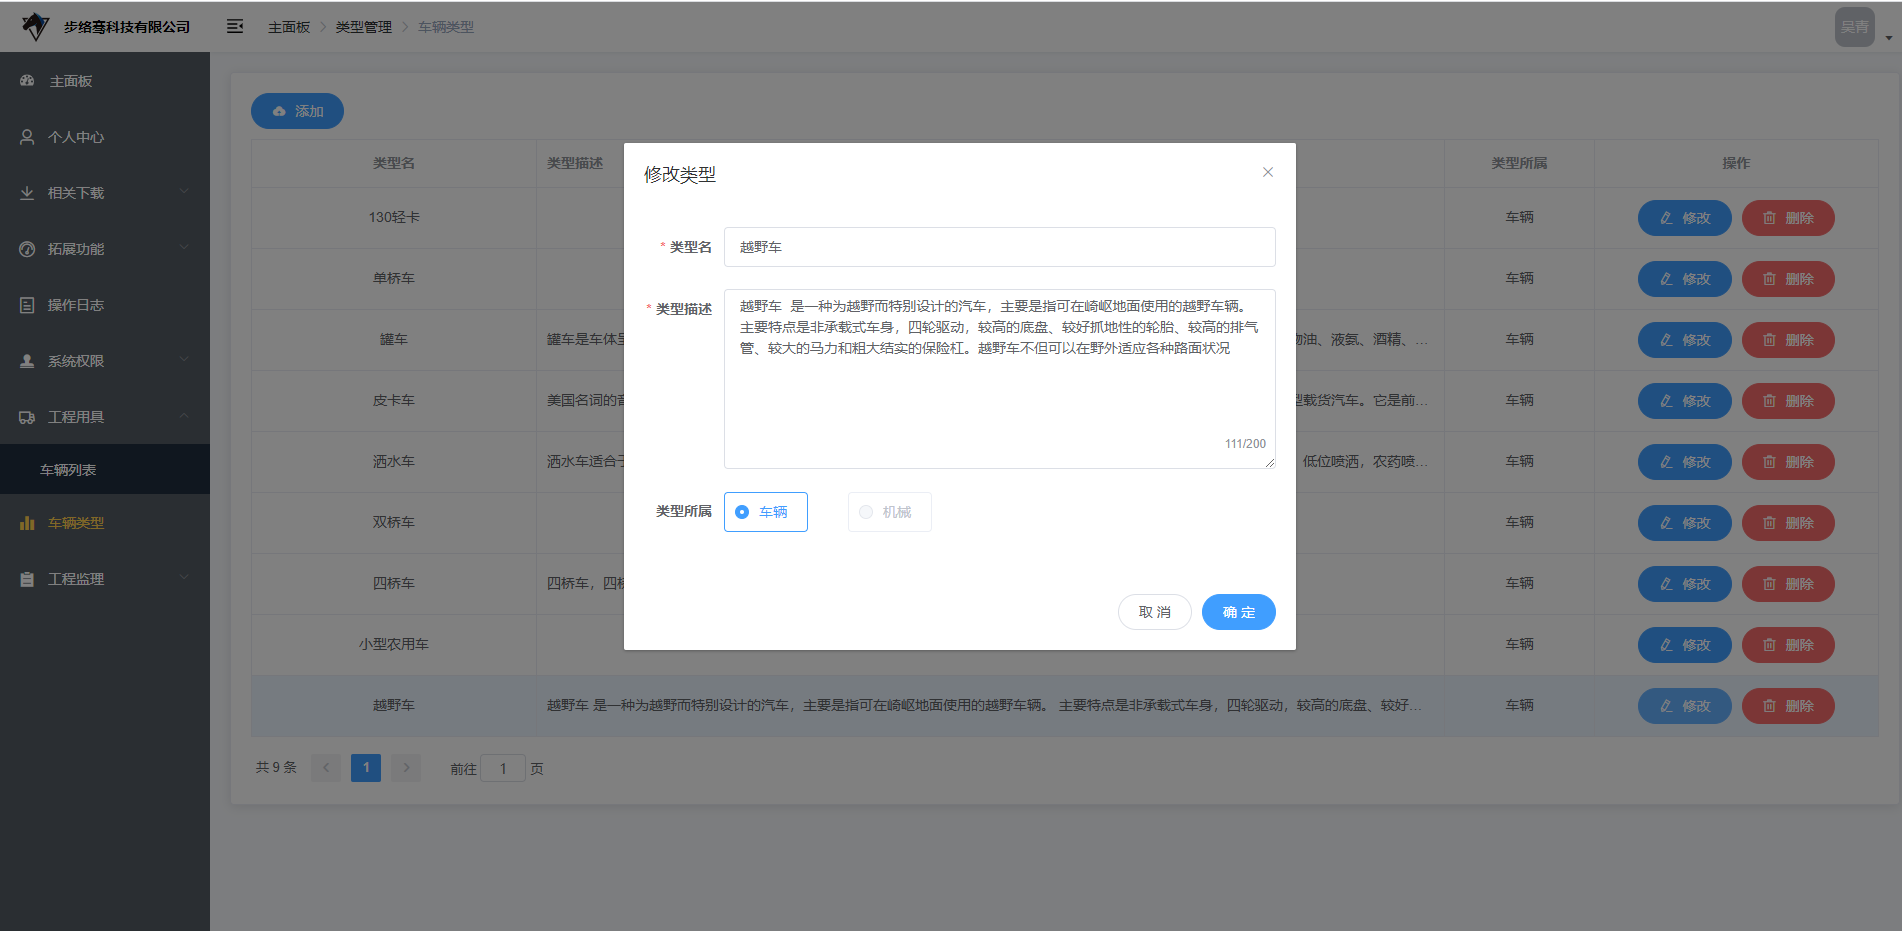 步络骞科技有限公司
主面板 > 类型管理 > 车辆类型
吴青
主面板
个人中心
相关下载
拓展功能
操作日志
系统权限
工程用具
车辆列表
车辆类型
工程监理
添加
类型名 类型描述 类型所属 操作
130轻卡 车辆 修改 删除
单桥车 车辆 修改 删除
罐车 罐车是车体呈 物油、液氨、酒精、... 车辆 修改 删除
皮卡车 美国名词的音 型载货汽车。它是前... 车辆 修改 删除
洒水车 洒水车适合于 低位喷洒，农药喷... 车辆 修改 删除
双桥车 车辆 修改 删除
四桥车 四桥车，四桥 车辆 修改 删除
小型农用车 车辆 修改 删除
越野车 越野车 是一种为越野而特别设计的汽车，主要是指可在崎岖地面使用的越野车辆。 主要特点是非承载式车身，四轮驱动，较高的底盘、较好... 车辆 修改 删除
共 9 条 1 前往 1 页
修改类型
* 类型名 越野车
* 类型描述
越野车 是一种为越野而特别设计的汽车，主要是指可在崎岖地面使用的越野车辆。
主要特点是非承载式车身，四轮驱动，较高的底盘、较好抓地性的轮胎、较高的排气
管、较大的马力和粗大结实的保险杠。越野车不但可以在野外适应各种路面状况
111/200
类型所属 车辆 机械
取 消 确 定